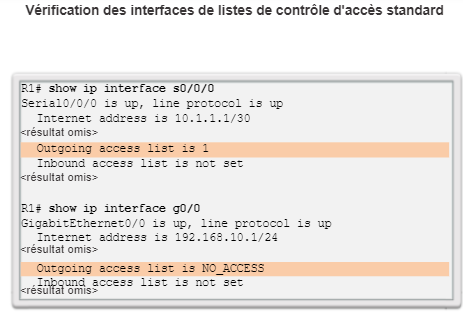 Vérification des interfaces de listes de contrôle d'accès standard
R1# show ip interface s0/0/0
Serial0/0/0 is up, line protocol is up
Internet address is 10.1.1.1/30
<résultat omis>
Outgoing access list is 1
Inbound access list is not set
<résultat omis>
R1# show ip interface g0/0
GigabitEthernet0/0 is up, line protocol is up
Internet address is 192.168.10.1/24
<résultat omis>
Outgoing access list is NO_ACCESS
Inbound access list is not set
<résultat omis>